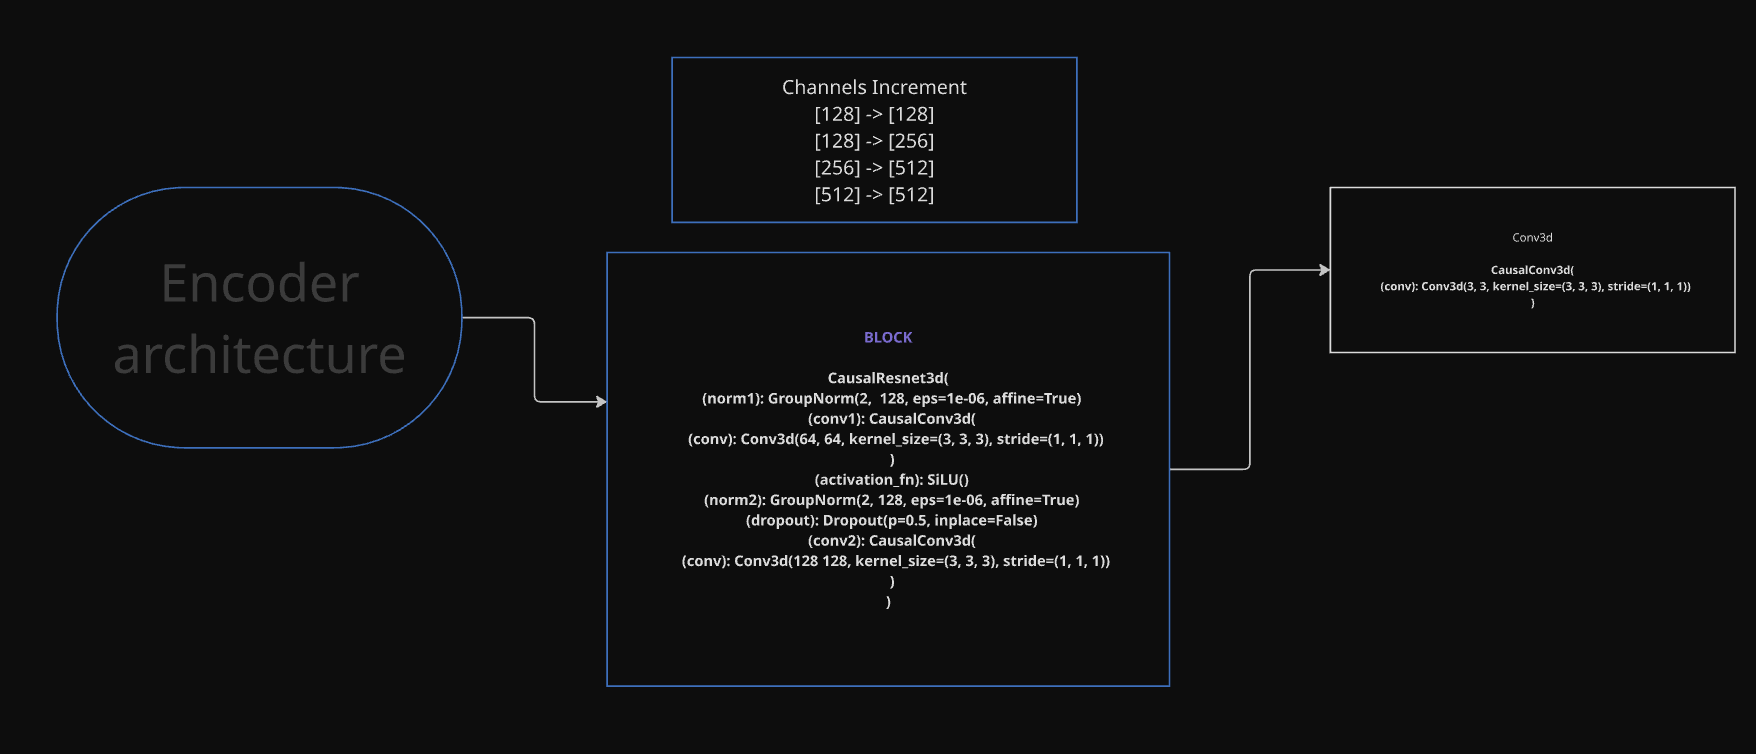 Encoder
architecture
Channels Increment
[128] -> [128]
[128] -> [256]
[256] -> [512]
[512] -> [512]
BLOCK
CausalResnet3d(
(norm1): GroupNorm(2,  128, eps=1e-06, affine=True)
(conv1): CausalConv3d(
(conv): Conv3d(64, 64, kernel_size=(3, 3, 3), stride=(1, 1, 1))
)
(activation_fn): SiLU()
(norm2): GroupNorm(2, 128, eps=1e-06, affine=True)
(dropout): Dropout(p=0.5, inplace=False)
(conv2): CausalConv3d(
(conv): Conv3d(128 128, kernel_size=(3, 3, 3), stride=(1, 1, 1))
)
)
Conv3d
CausalConv3d(
(conv): Conv3d(3, 3, kernel_size=(3, 3, 3), stride=(1, 1, 1))
)